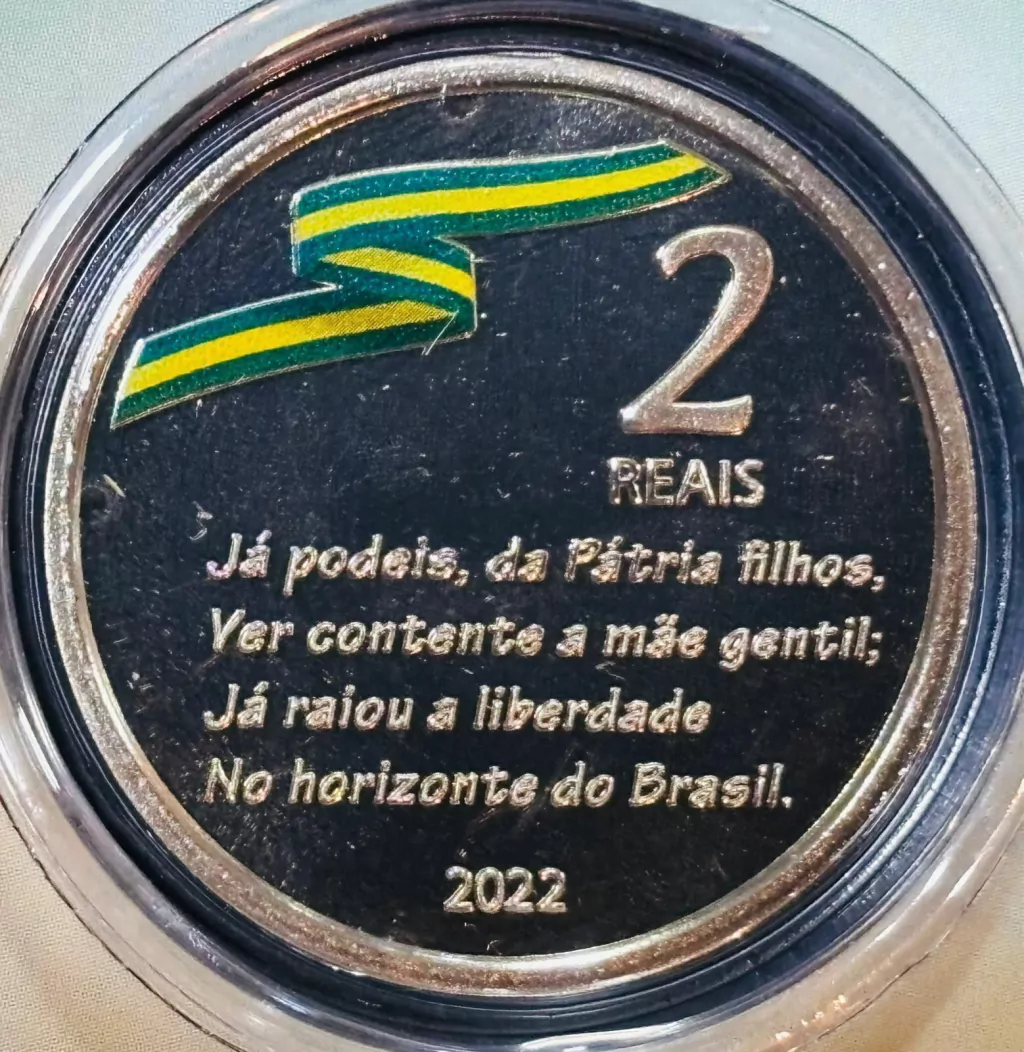 2
REAIS
Já podeis, da Pátria filhos,
Ver contente a mãe gentil;
Já raiou a liberdade
No horizonte do Brasil.
2022